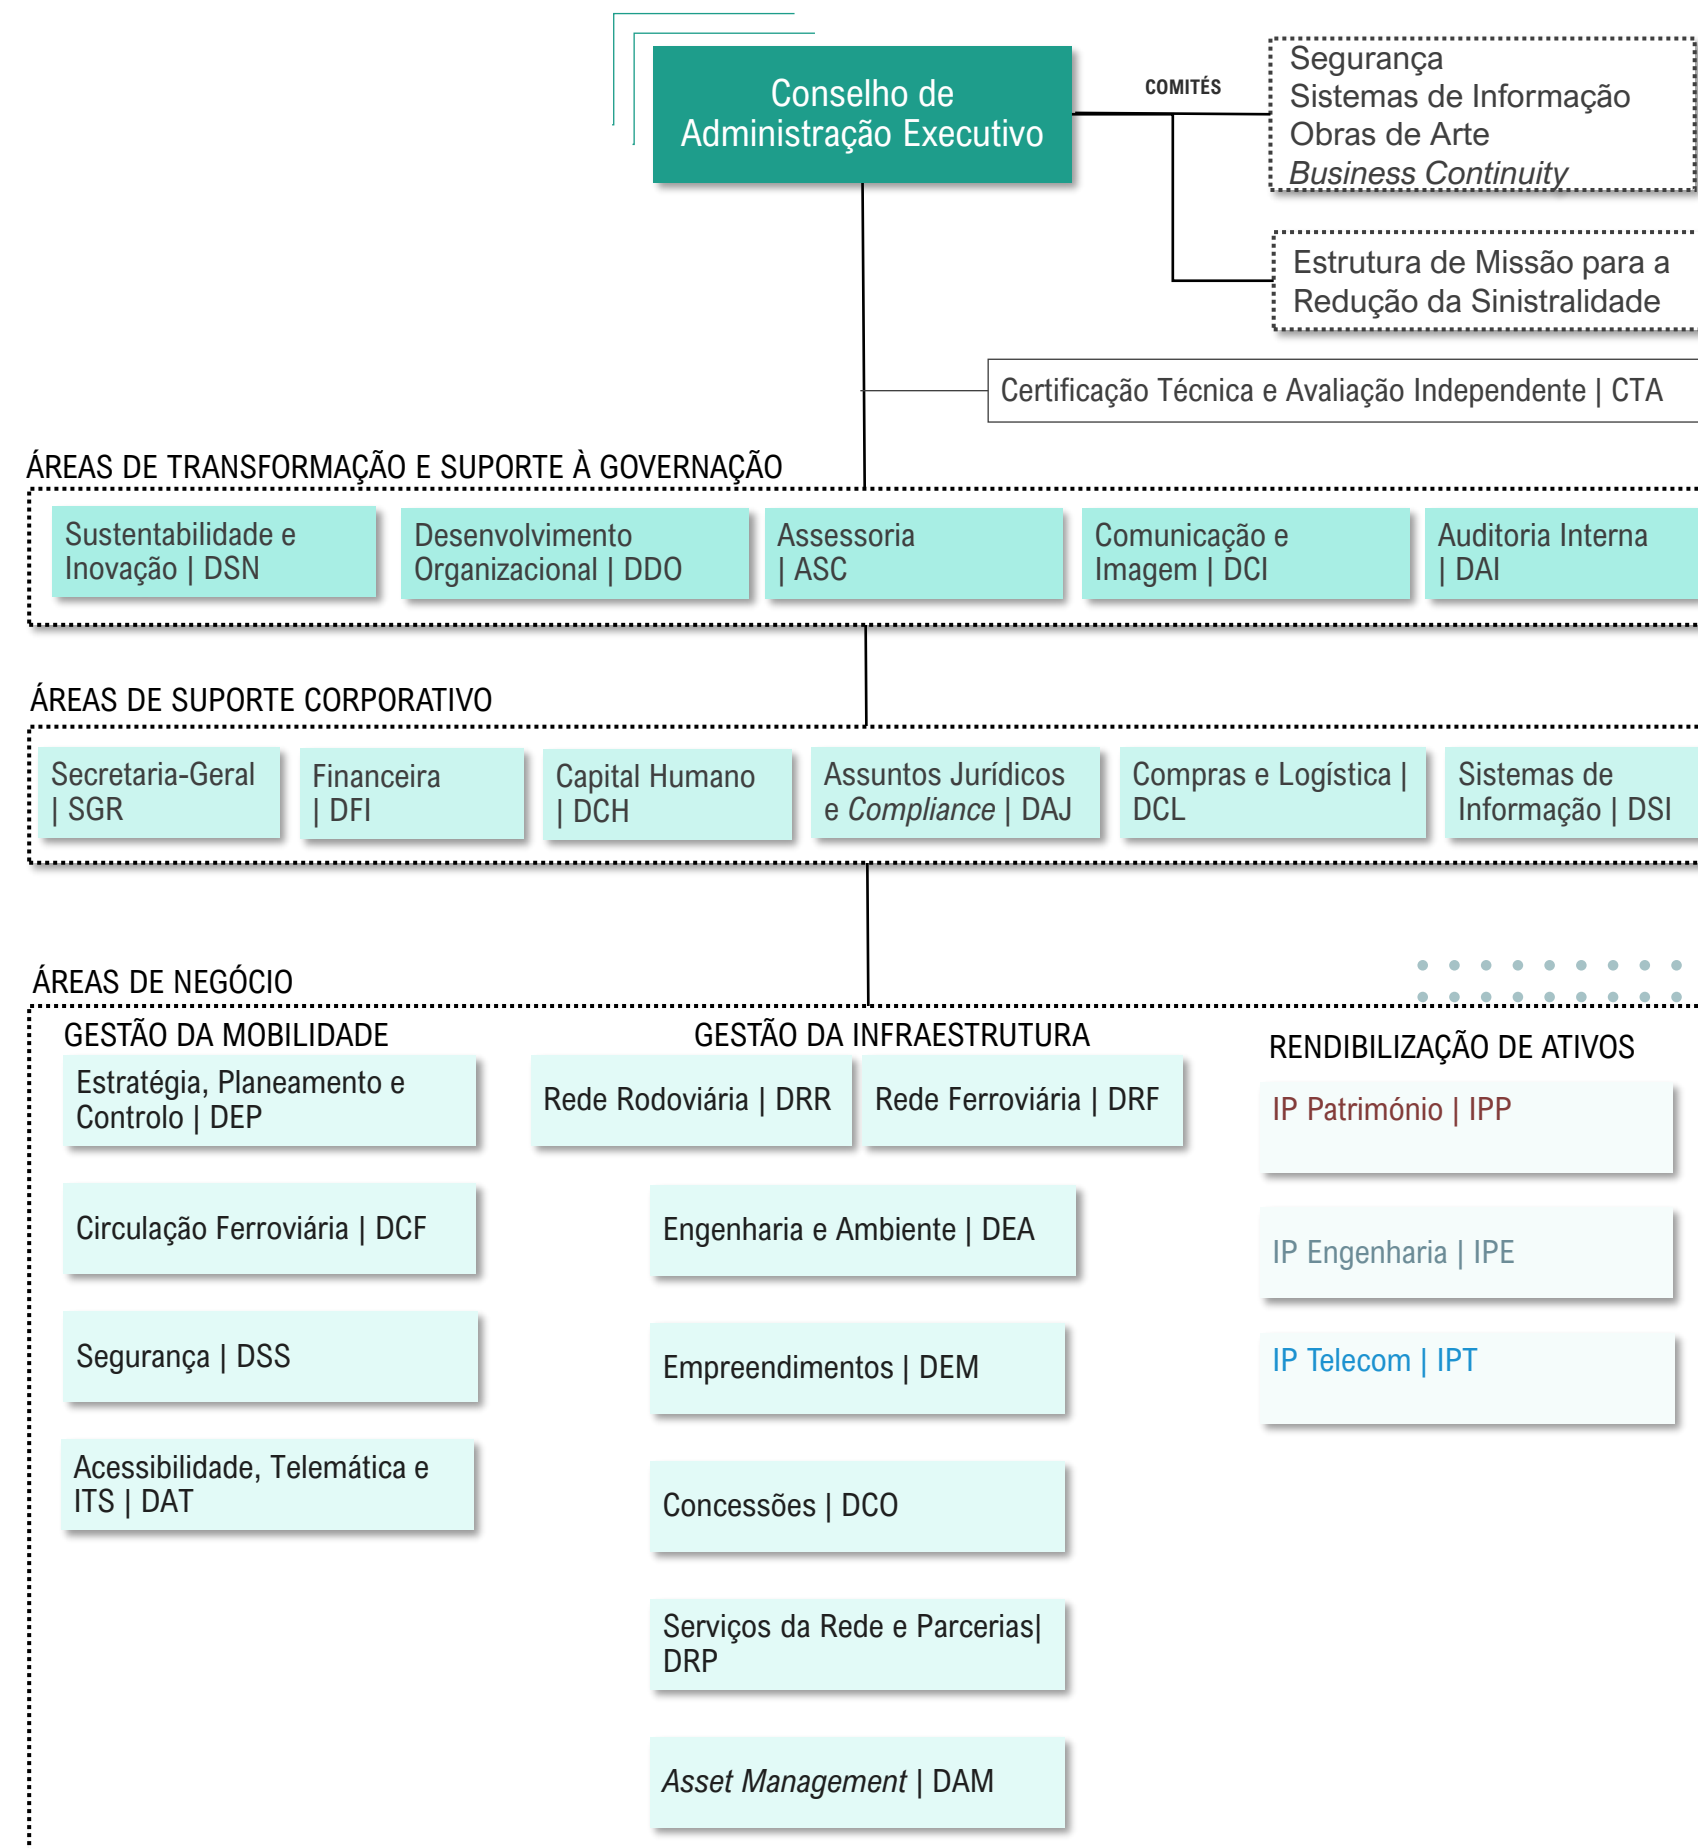 Conselho de
Administração Executivo
COMITÉS
Segurança
Sistemas de Informação
Obras de Arte
Business Continuity
Estrutura de Missão para a
Redução da Sinistralidade
Certificação Técnica e Avaliação Independente | CTA
ÁREAS DE TRANSFORMAÇÃO E SUPORTE À GOVERNAÇÃO
Sustentabilidade e
Inovação | DSN
Desenvolvimento
Organizacional | DDO
Assessoria
| ASC
Comunicação e
Imagem | DCI
Auditoria Interna
| DAI
ÁREAS DE SUPORTE CORPORATIVO
Secretaria-Geral
| SGR
Financeira
| DFI
Capital Humano
| DCH
Assuntos Jurídicos
e Compliance | DAJ
Compras e Logística |
DCL
Sistemas de
Informação | DSI
ÁREAS DE NEGÓCIO
GESTÃO DA MOBILIDADE
Estratégia, Planeamento e
Controlo | DEP
Circulação Ferroviária | DCF
Segurança | DSS
Acessibilidade, Telemática e
ITS | DAT
GESTÃO DA INFRAESTRUTURA
Rede Rodoviária | DRR
Rede Ferroviária | DRF
Engenharia e Ambiente | DEA
Empreendimentos | DEM
Concessões | DCO
Serviços da Rede e Parcerias|
DRP
Asset Management | DAM
RENDIBILIZAÇÃO DE ATIVOS
IP Património | IPP
IP Engenharia | IPE
IP Telecom | IPT